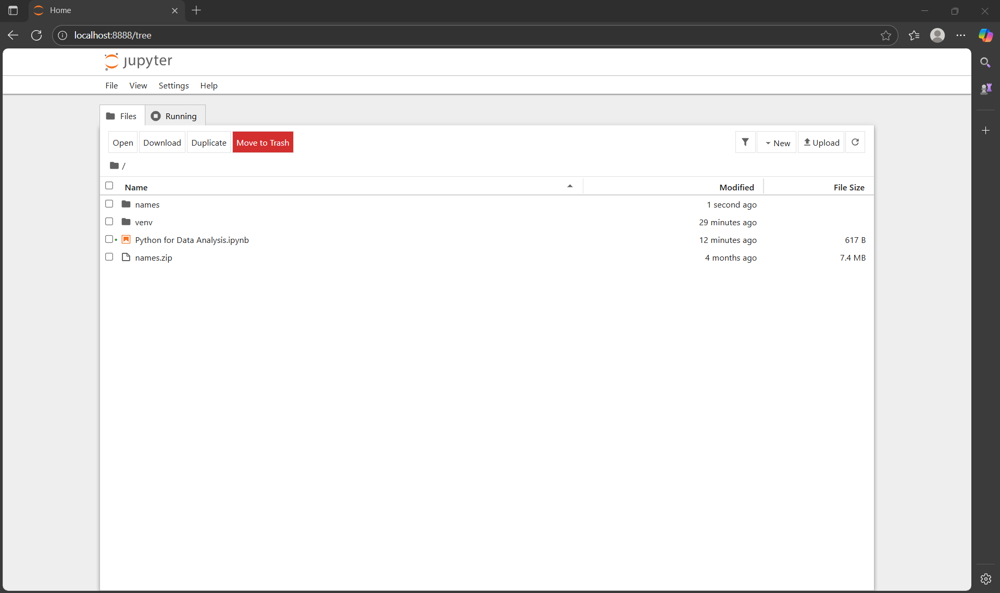 Home
localhost:8888/tree
jupyter
File View Settings Help
Files Running
Open Download Duplicate Move to Trash New Upload
/
Name Modified File Size
names 1 second ago
venv 29 minutes ago
Python for Data Analysis.ipynb 12 minutes ago 617 B
names.zip 4 months ago 7.4 MB